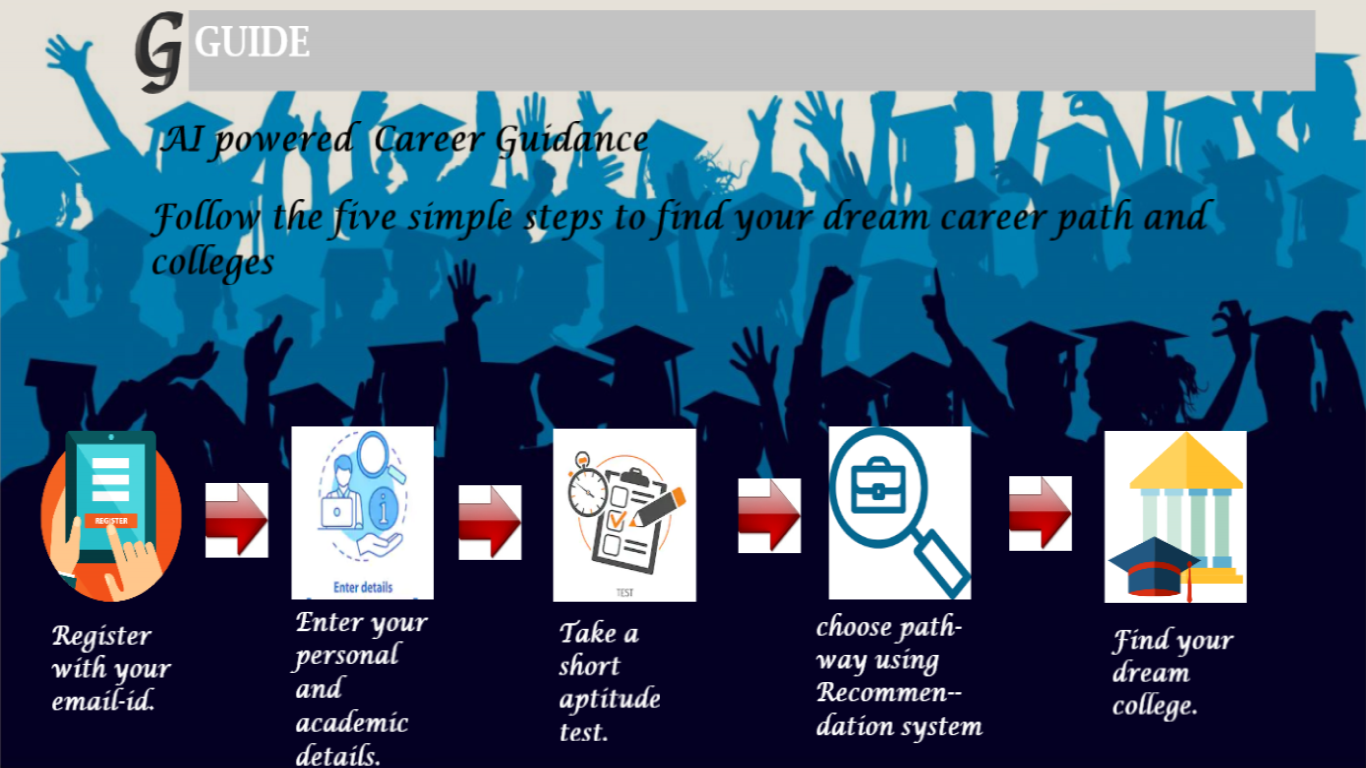 G GUIDE
AI powered Career Guidance
Follow the five simple steps to find your dream career path and
colleges
REGISTER
Register
with your
email-id.
Enter details
Enter your
personal
and
academic
details.
TEST
Take a
short
aptitude
test.
choose path-
way using
Recommen--
dation system
Find your
dream
college.